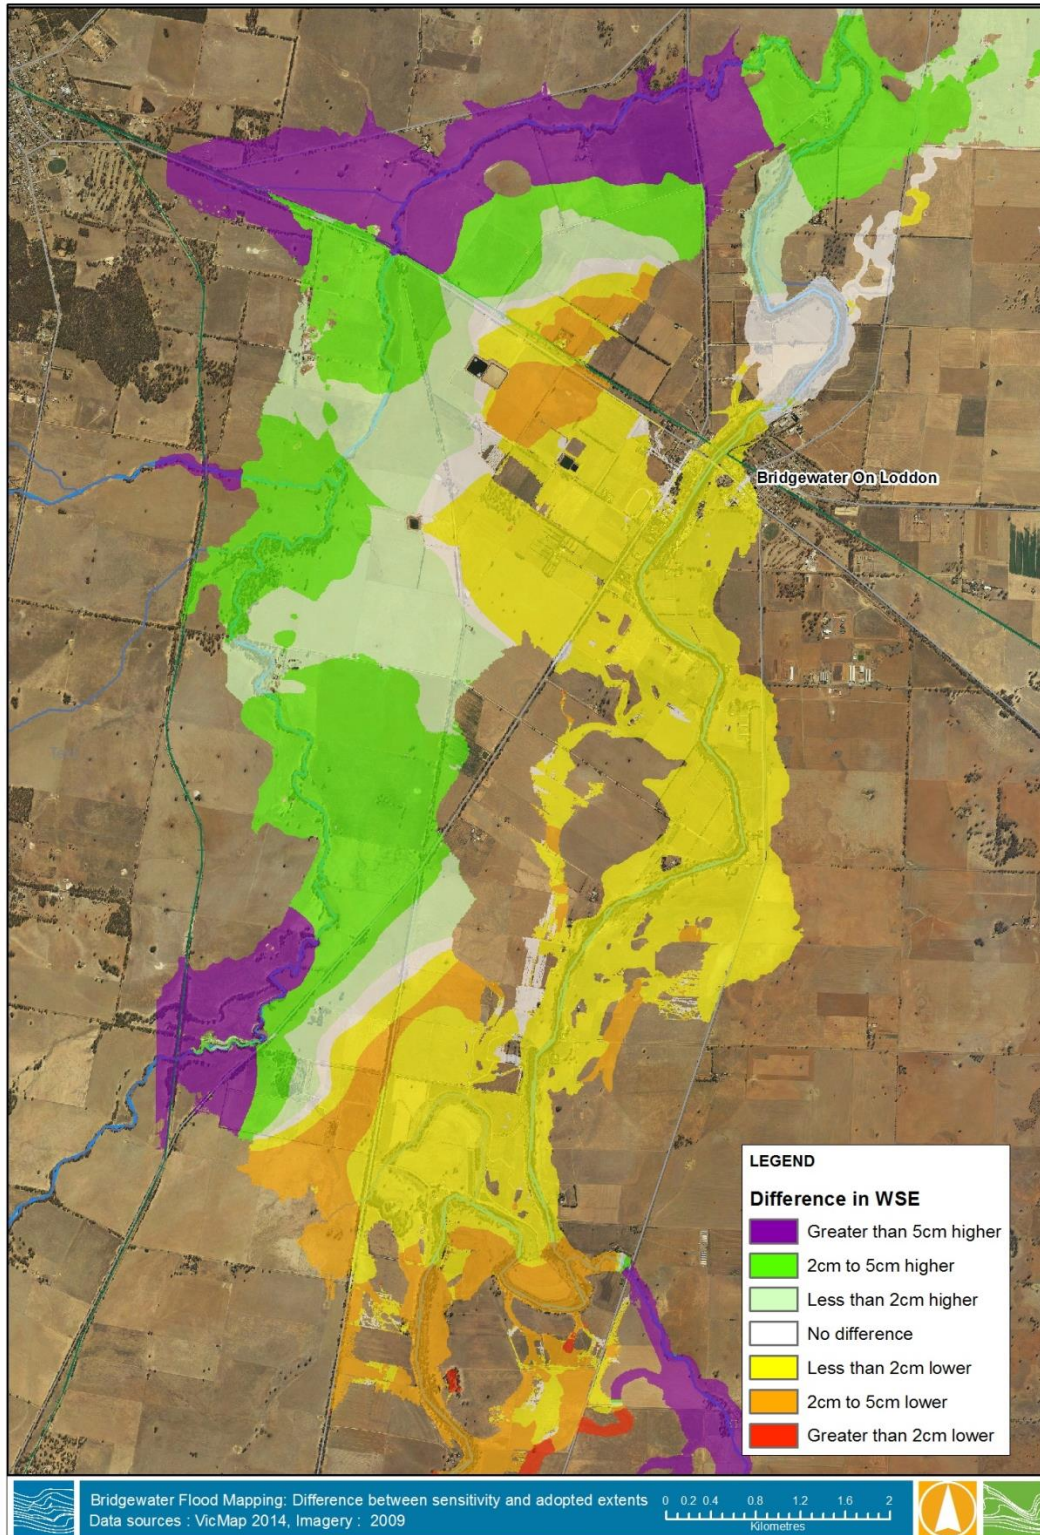 Bridgewater On Loddon
LEGEND
Difference in WSE
Greater than 5cm higher
2cm to 5cm higher
Less than 2cm higher
No difference
Less than 2cm lower
2cm to 5cm lower
Greater than 2cm lower
Bridgewater Flood Mapping: Difference between sensitivity and adopted extents
Data sources : VicMap 2014, Imagery : 2009
0 0.2 0.4 0.8 1.2 1.6 2
Kilometres